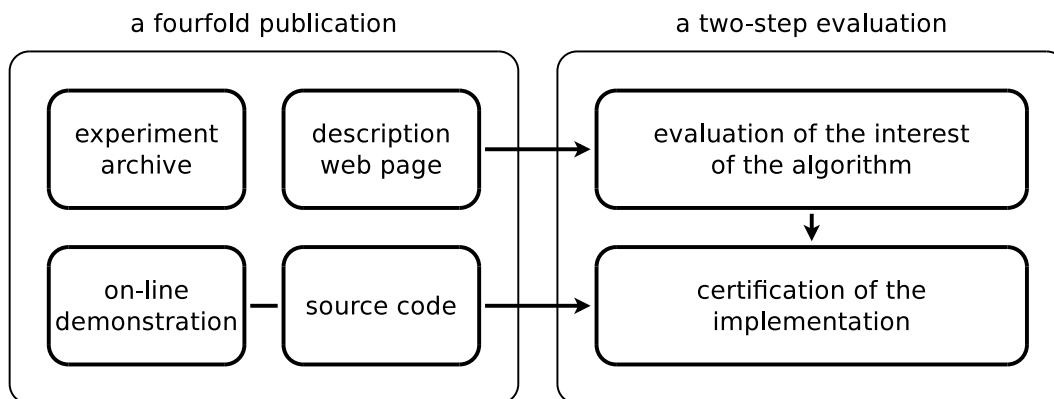 a fourfold publication
a two-step evaluation
experiment
archive
description
web page
evaluation of the interest
of the algorithm
on-line
demonstration
source code
certification of the
implementation